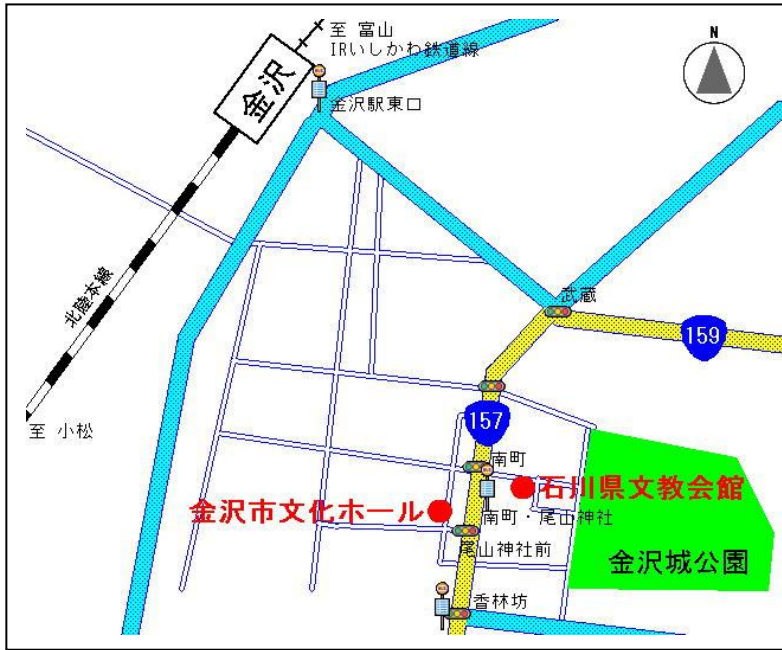 N
至 富山
IRいしかわ鉄道線
金沢
金沢駅東口
北陸本線
武蔵
159
至 小松
157
南町
石川県文教会館
金沢市文化ホール
南町・尾山神社
尾山神社前
金沢城公園
香林坊